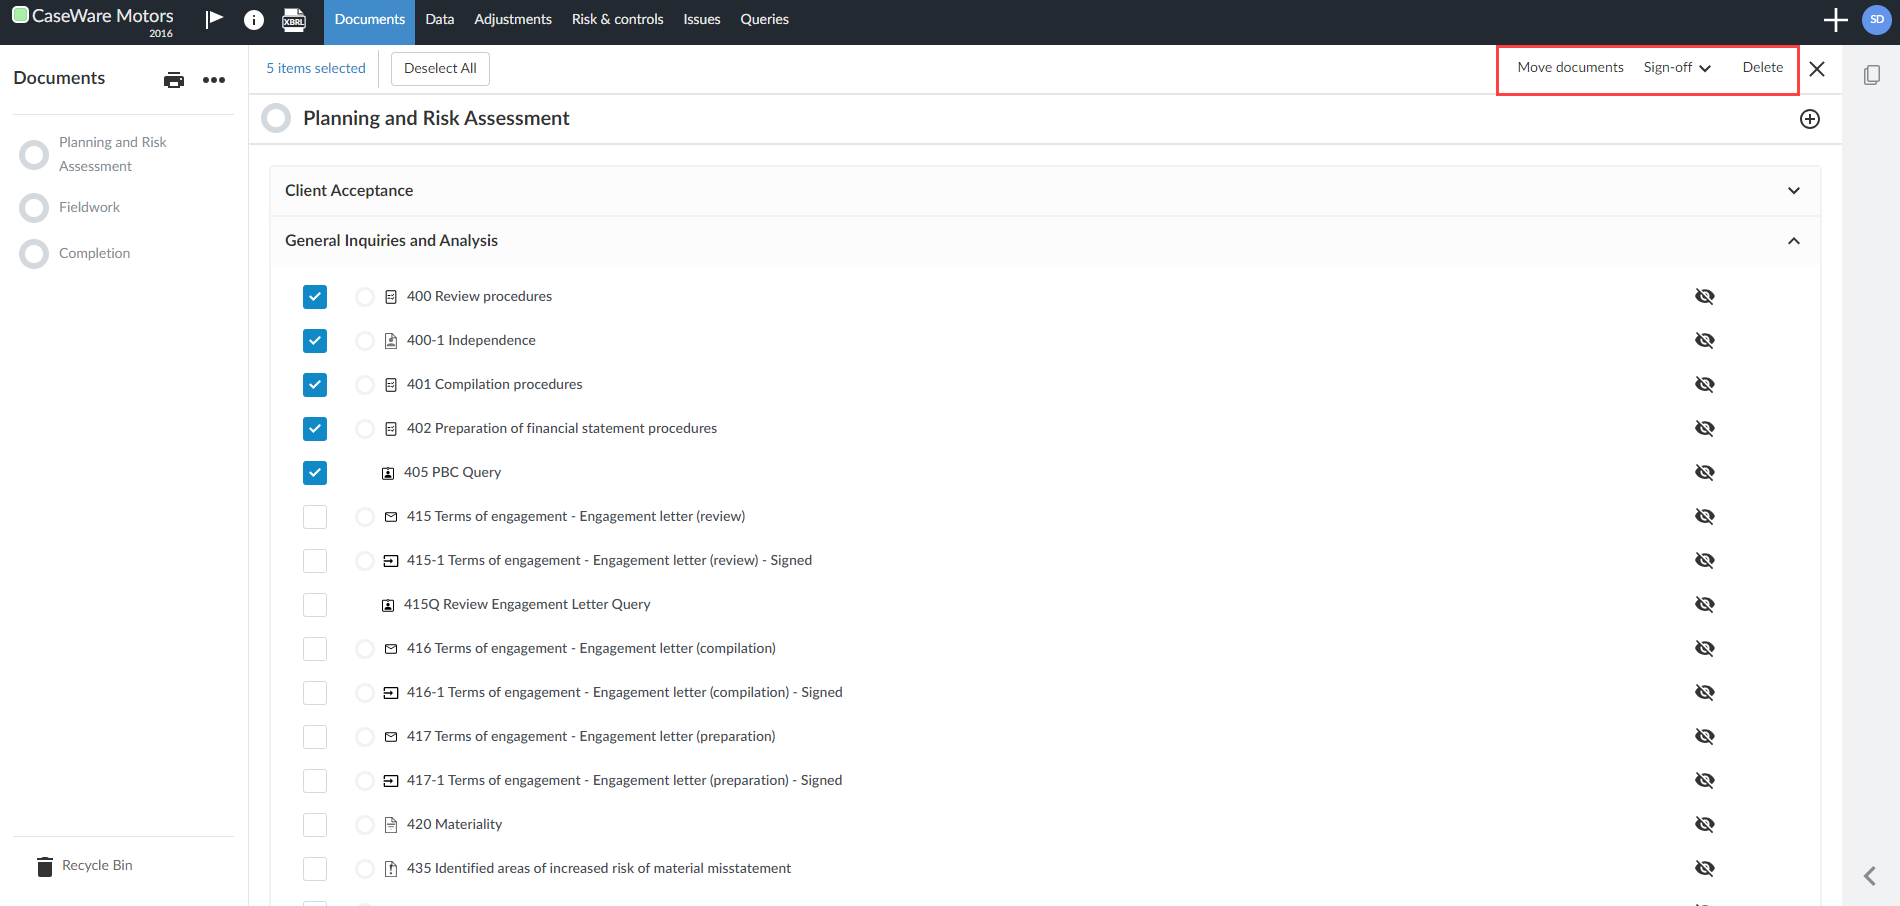 CaseWare Motors
2016
XBRL
Documents
Data
Adjustments
Risk & controls
Issues
Queries
SD
Documents
Planning and Risk
Assessment
Fieldwork
Completion
Recycle Bin
5 items selected
Deselect All
Move documents
Sign-off
Delete
Planning and Risk Assessment
Client Acceptance
General Inquiries and Analysis
400 Review procedures
400-1 Independence
401 Compilation procedures
402 Preparation of financial statement procedures
405 PBC Query
415 Terms of engagement - Engagement letter (review)
415-1 Terms of engagement - Engagement letter (review) - Signed
415Q Review Engagement Letter Query
416 Terms of engagement - Engagement letter (compilation)
416-1 Terms of engagement - Engagement letter (compilation) - Signed
417 Terms of engagement - Engagement letter (preparation)
417-1 Terms of engagement - Engagement letter (preparation) - Signed
420 Materiality
435 Identified areas of increased risk of material misstatement